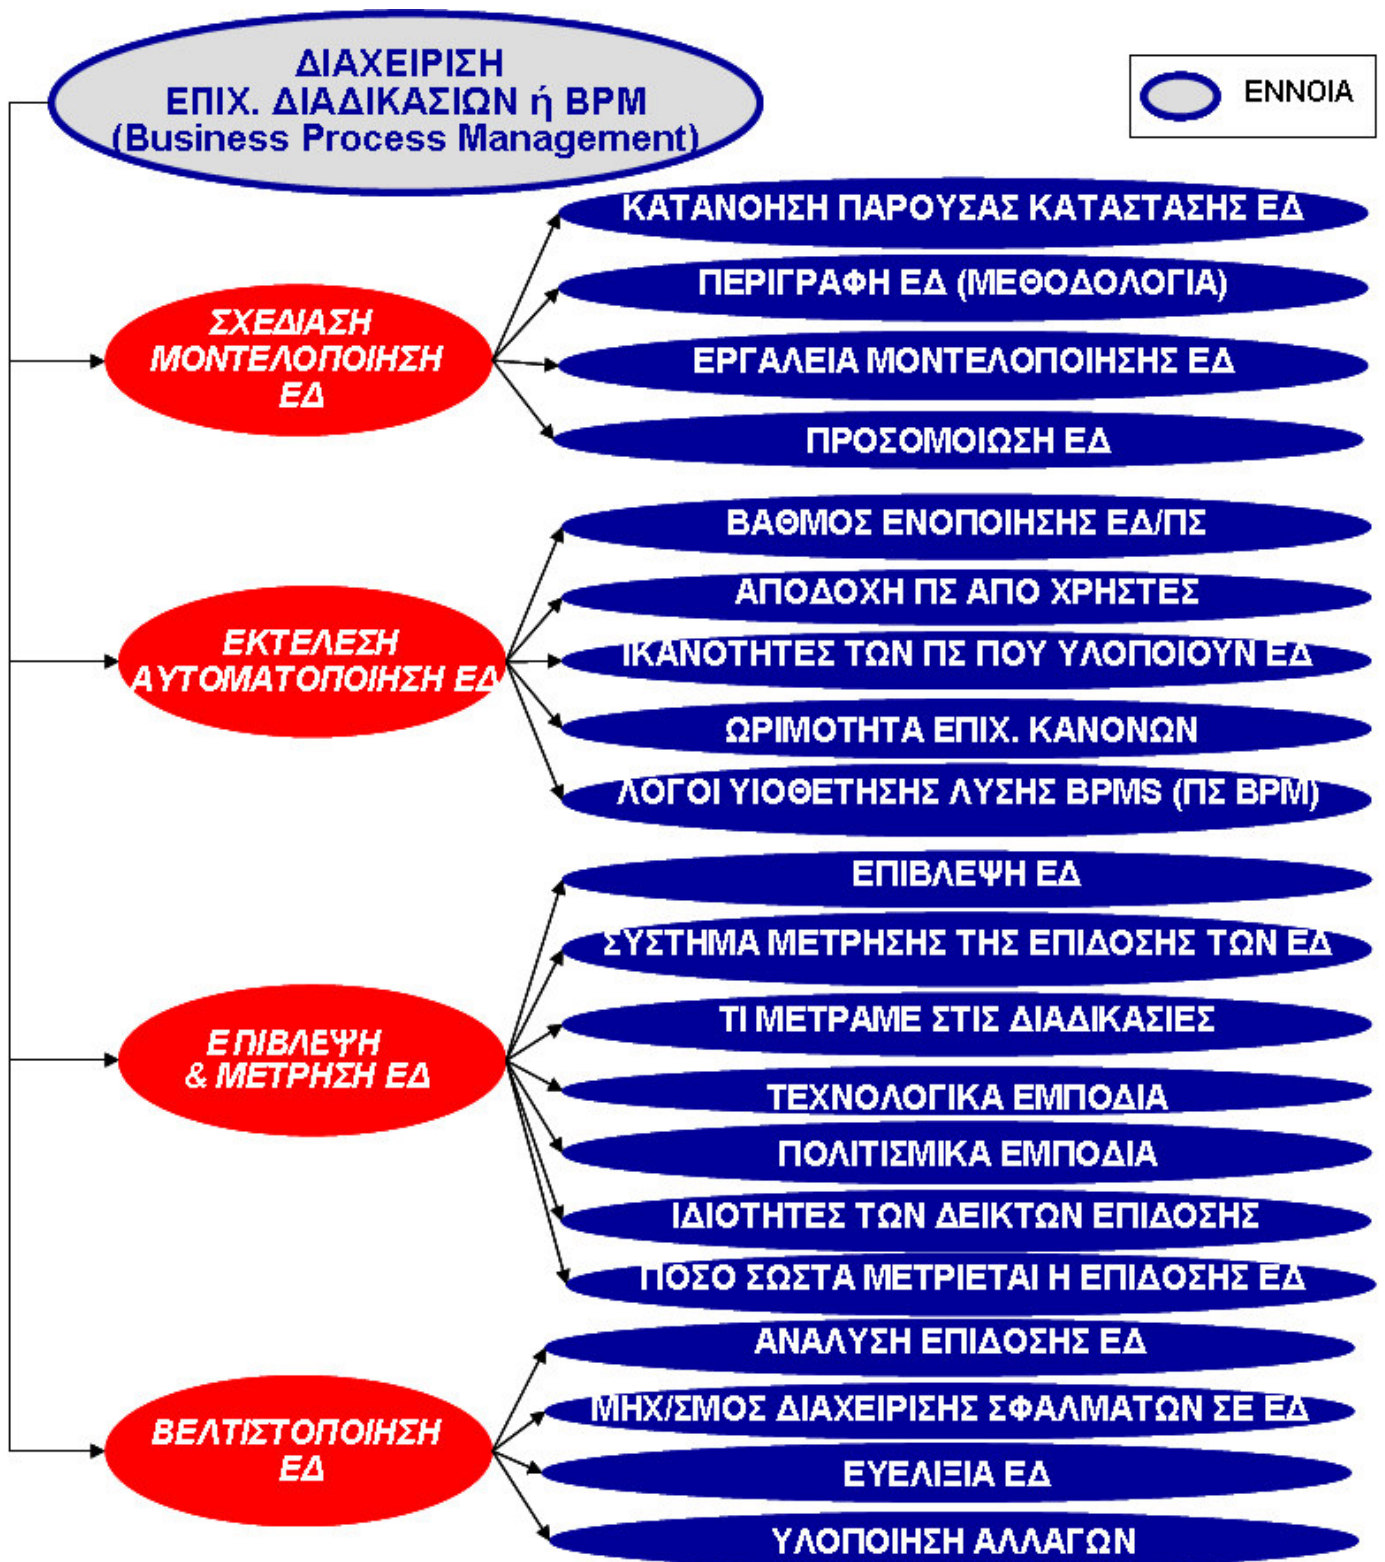 ΔΙΑΧΕΙΡΙΣΗ
ΕΠΙΧ. ΔΙΑΔΙΚΑΣΙΩΝ ή BPM
(Business Process Management)
ΕΝΝΟΙΑ
ΣΧΕΔΙΑΣΗ
ΜΟΝΤΕΛΟΠΟΙΗΣΗ
ΕΔ
ΚΑΤΑΝΟΗΣΗ ΠΑΡΟΥΣΑΣ ΚΑΤΑΣΤΑΣΗΣ ΕΔ
ΠΕΡΙΓΡΑΦΗ ΕΔ (ΜΕΘΟΔΟΛΟΓΙΑ)
ΕΡΓΑΛΕΙΑ ΜΟΝΤΕΛΟΠΟΙΗΣΗΣ ΕΔ
ΠΡΟΣΟΜΟΙΩΣΗ ΕΔ
ΕΚΤΕΛΕΣΗ
ΑΥΤΟΜΑΤΟΠΟΙΗΣΗ ΕΔ
ΒΑΘΜΟΣ ΕΝΟΠΟΙΗΣΗΣ ΕΔ/ΠΣ
ΑΠΟΔΟΧΗ ΠΣ ΑΠΟ ΧΡΗΣΤΕΣ
ΙΚΑΝΟΤΗΤΕΣ ΤΩΝ ΠΣ ΠΟΥ ΥΛΟΠΟΙΟΥΝ ΕΔ
ΩΡΙΜΟΤΗΤΑ ΕΠΙΧ. ΚΑΝΟΝΩΝ
ΛΟΓΟΙ ΥΙΟΘΕΤΗΣΗΣ ΛΥΣΗΣ BPMS (ΠΣ BPM)
ΕΠΙΒΛΕΨΗ
& ΜΕΤΡΗΣΗ ΕΔ
ΕΠΙΒΛΕΨΗ ΕΔ
ΣΥΣΤΗΜΑ ΜΕΤΡΗΣΗΣ ΤΗΣ ΕΠΙΔΟΣΗΣ ΤΩΝ ΕΔ
ΤΙ ΜΕΤΡΑΜΕ ΣΤΙΣ ΔΙΑΔΙΚΑΣΙΕΣ
ΤΕΧΝΟΛΟΓΙΚΑ ΕΜΠΟΔΙΑ
ΠΟΛΙΤΙΣΜΙΚΑ ΕΜΠΟΔΙΑ
ΙΔΙΟΤΗΤΕΣ ΤΩΝ ΔΕΙΚΤΩΝ ΕΠΙΔΟΣΗΣ
ΠΟΣΟ ΣΩΣΤΑ ΜΕΤΡΙΕΤΑΙ Η ΕΠΙΔΟΣΗΣ ΕΔ
ΒΕΛΤΙΣΤΟΠΟΙΗΣΗ
ΕΔ
ΑΝΑΛΥΣΗ ΕΠΙΔΟΣΗΣ ΕΔ
ΜΗΧ/ΣΜΟΣ ΔΙΑΧΕΙΡΙΣΗΣ ΣΦΑΛΜΑΤΩΝ ΣΕ ΕΔ
ΕΥΕΛΙΞΙΑ ΕΔ
ΥΛΟΠΟΙΗΣΗ ΑΛΛΑΓΩΝ